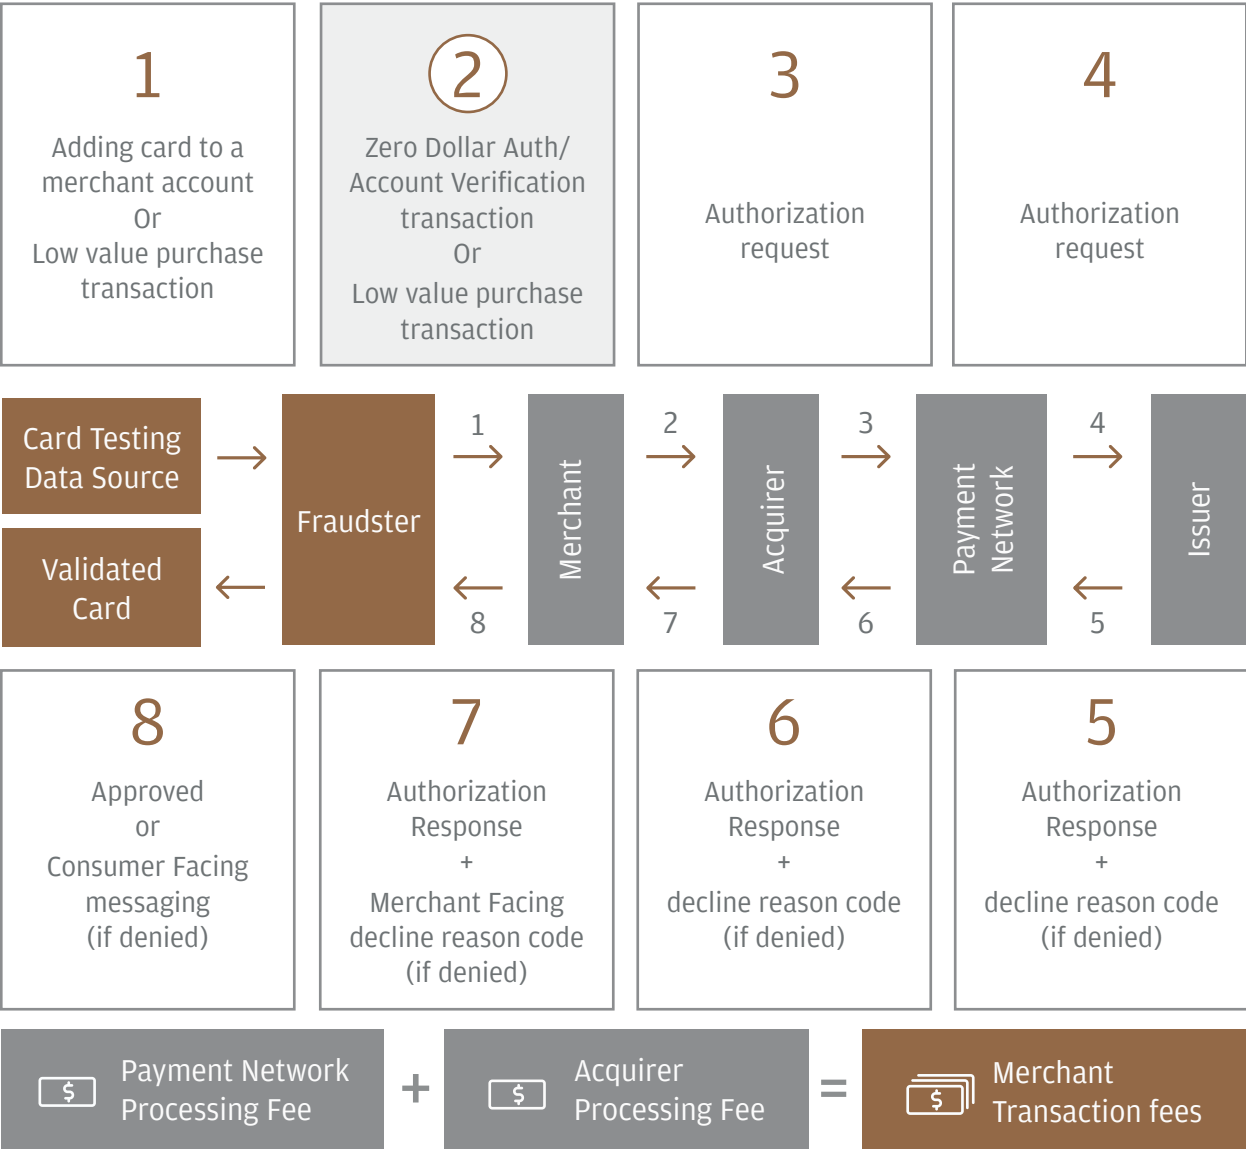 1
Adding card to a
merchant account
Or
Low value purchase
transaction
2
Zero Dollar Auth/
Account Verification
transaction
Or
Low value purchase
transaction
3
Authorization
request
4
Authorization
request
Card Testing
Data Source
Validated
Card
Fraudster
1
8
Merchant
2
7
Acquirer
3
6
Payment
Network
4
5
Issuer
8
Approved
or
Consumer Facing
messaging
(if denied)
7
Authorization
Response
+
Merchant Facing
decline reason code
(if denied)
6
Authorization
Response
+
decline reason code
(if denied)
5
Authorization
Response
+
decline reason code
(if denied)
$
Payment Network
Processing Fee
+
$
Acquirer
Processing Fee
=
$
Merchant
Transaction fees